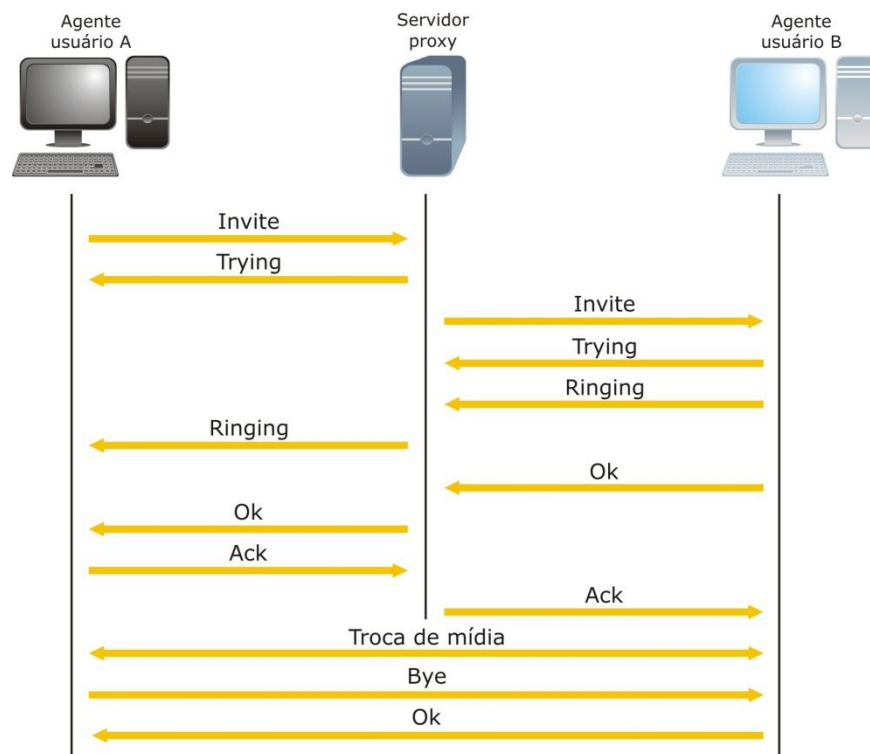 Agente
usuário A
Servidor
proxy
Agente
usuário B
Invite
Trying
Invite
Trying
Ringing
Ringing
Ok
Ok
Ack
Ack
Troca de mídia
Bye
Ok